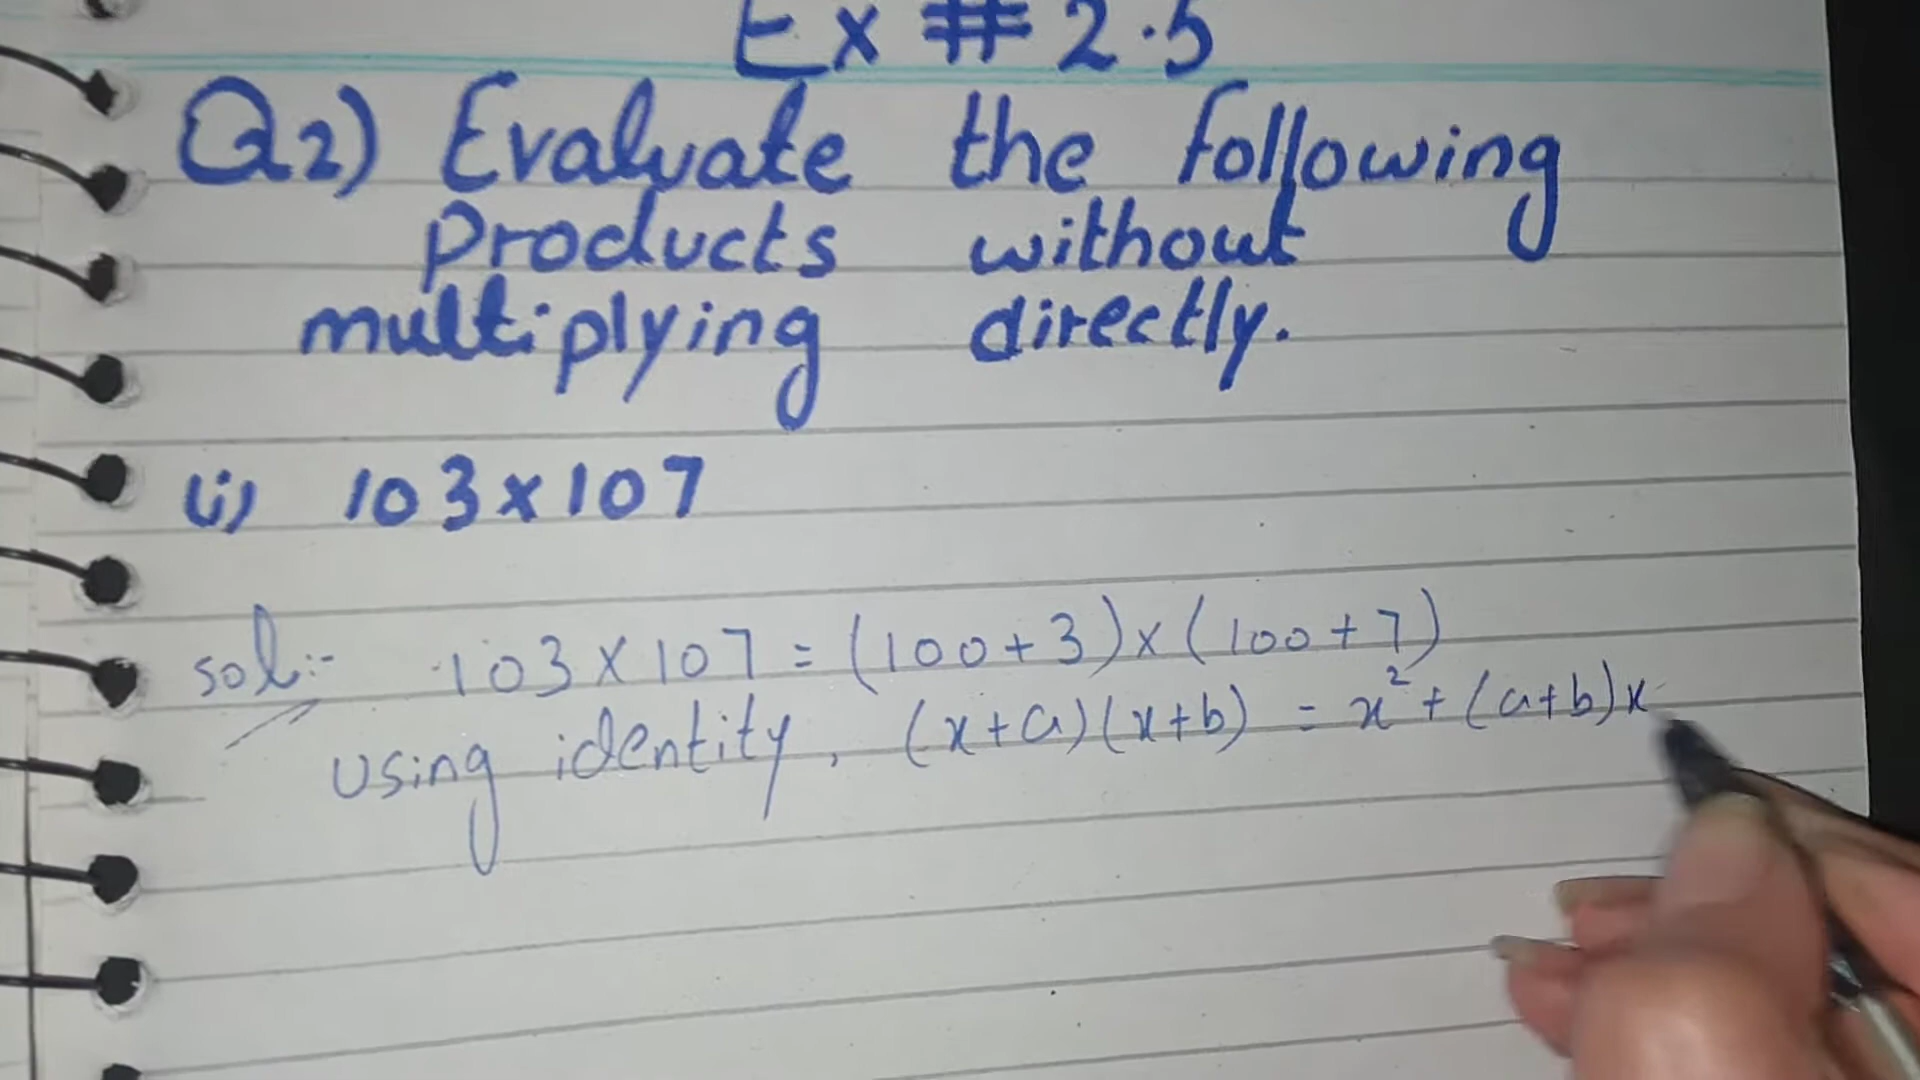 Ex # 2.5
Q2) Evaluate the following
products without
multiplying directly.
(i) 103×107
sol:- 103×107 = (100+3)×(100+7)
using identity, (x+a)(x+b) = x²+(a+b)x